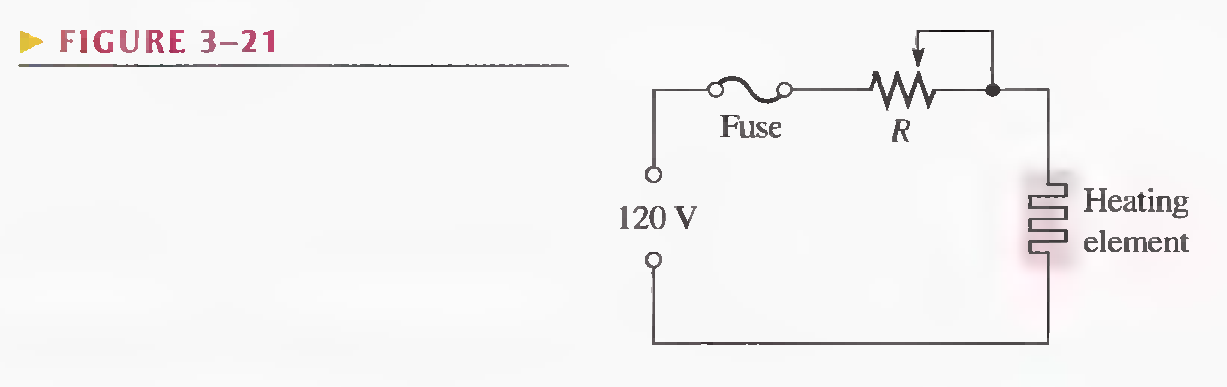 FIGURE 3–21
Fuse
R
120 V
Heating
element